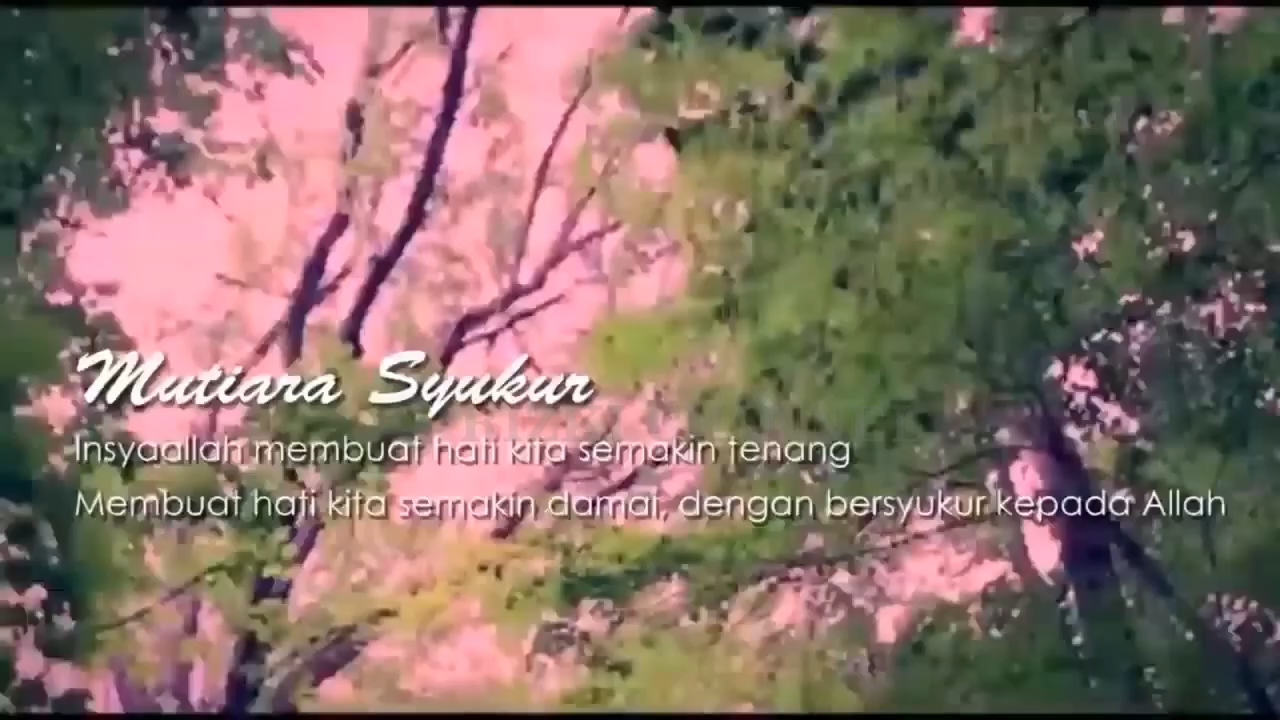 Mutiara Syukur
Insyaallah membuat hati kita semakin tenang
Membuat hati kita semakin damai, dengan bersyukur kepada Allah